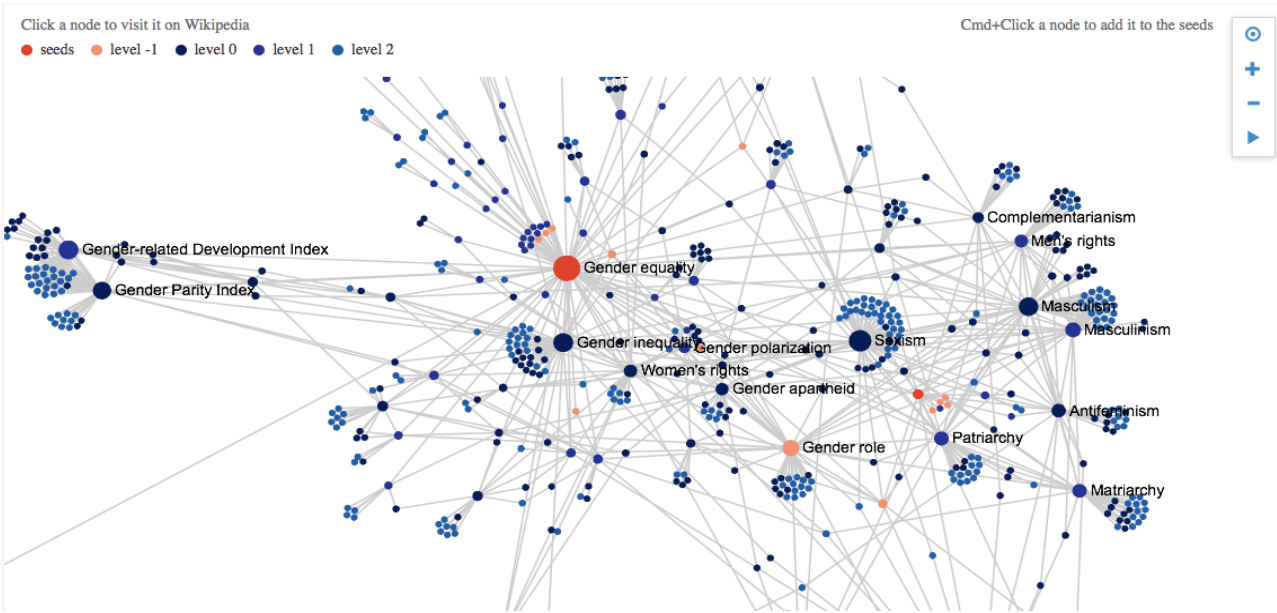 Click a node to visit it on Wikipedia
Cmd+Click a node to add it to the seeds
seeds level -1 level 0 level 1 level 2
Complementarianism
Men's rights
Gender-related Development Index
Gender equality
Gender Parity Index
Masculism
Masculinism
Gender inequality
Gender polarization
Sexism
Women's rights
Gender apartheid
Antifeminism
Patriarchy
Gender role
Matriarchy